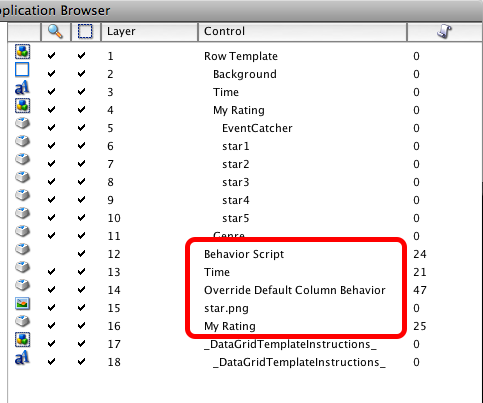 plication Browser
Layer Control
1 Row Template 0
2 Background 0
3 Time 0
4 My Rating 0
5 EventCatcher 0
6 star1 0
7 star2 0
8 star3 0
9 star4 0
10 star5 0
11 Genre 0
12 Behavior Script 24
13 Time 21
14 Override Default Column Behavior 47
15 star.png 0
16 My Rating 25
17 _DataGridTemplateInstructions_ 0
18 _DataGridTemplateInstructions_ 0